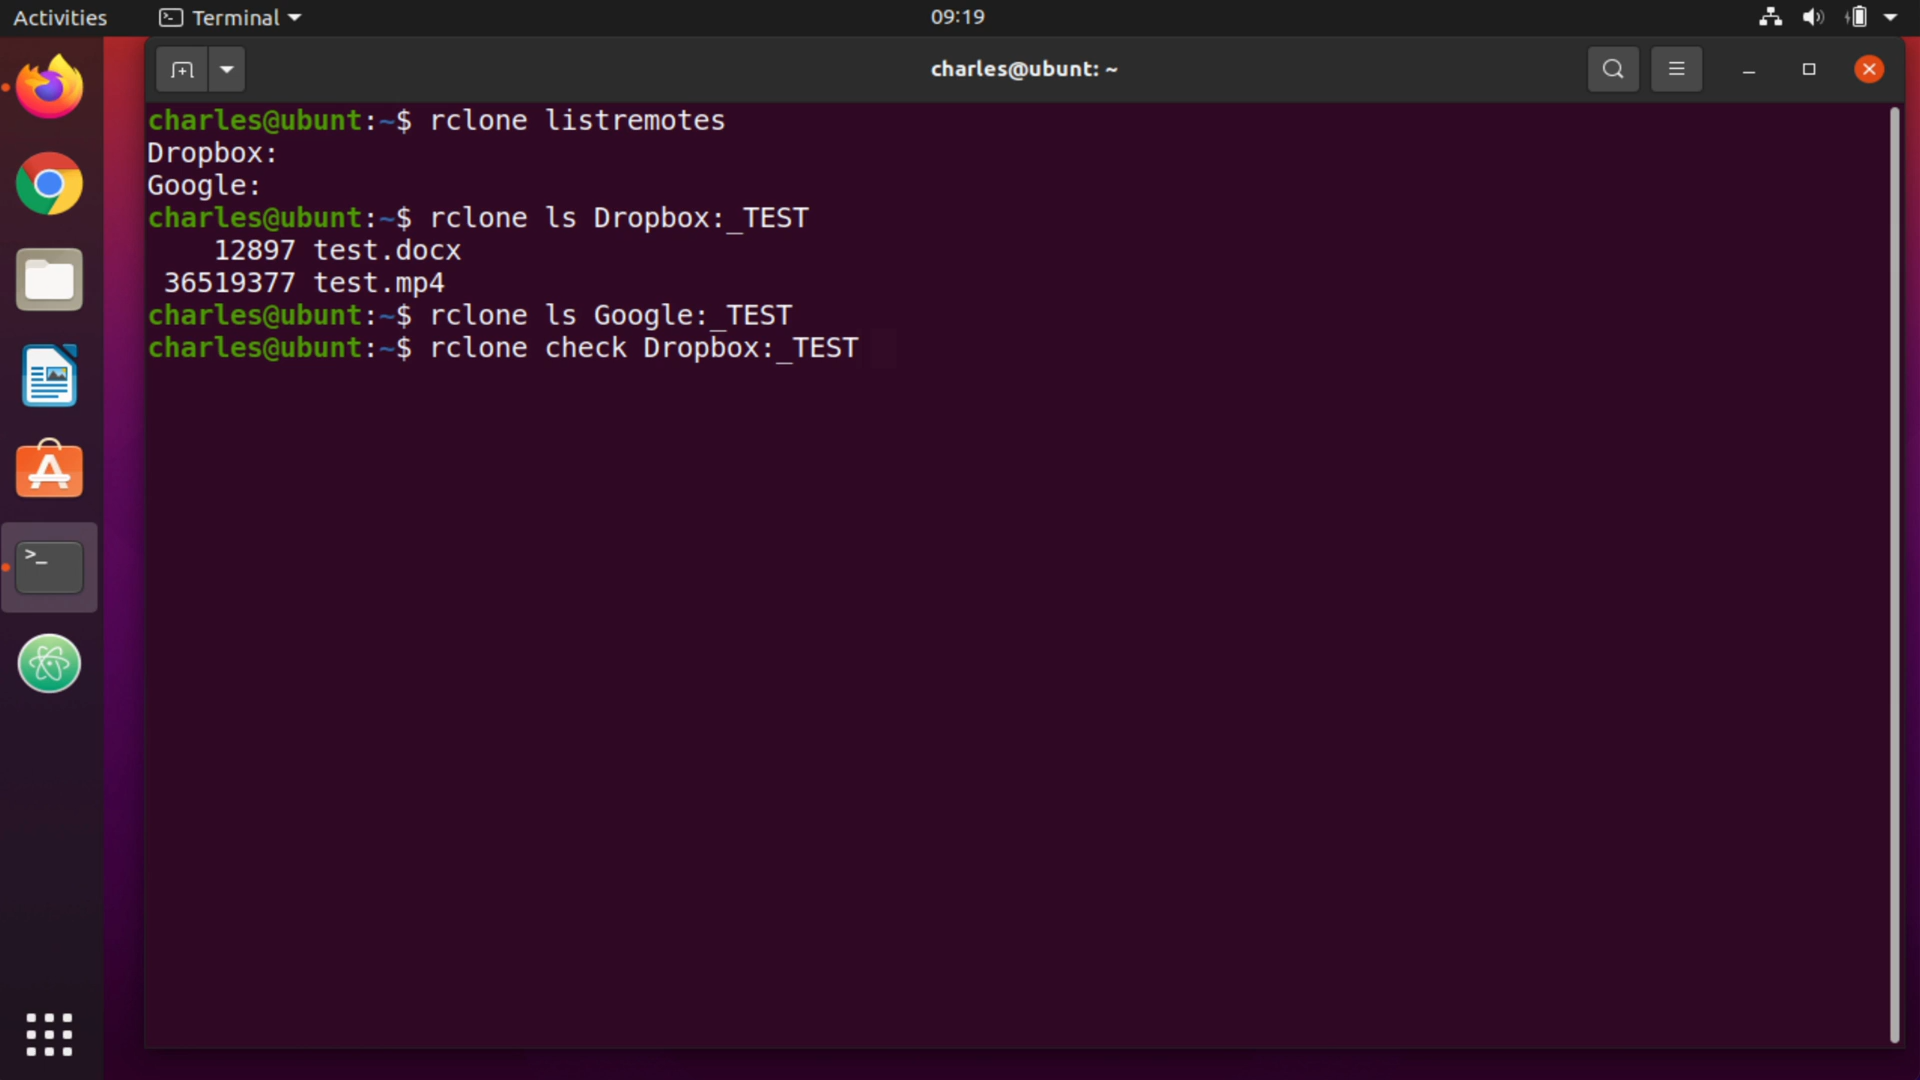 Activities Terminal 09:19
charles@ubunt: ~
charles@ubunt:~$ rclone listremotes
Dropbox:
Google:
charles@ubunt:~$ rclone ls Dropbox:_TEST
    12897 test.docx
 36519377 test.mp4
charles@ubunt:~$ rclone ls Google:_TEST
charles@ubunt:~$ rclone check Dropbox:_TEST